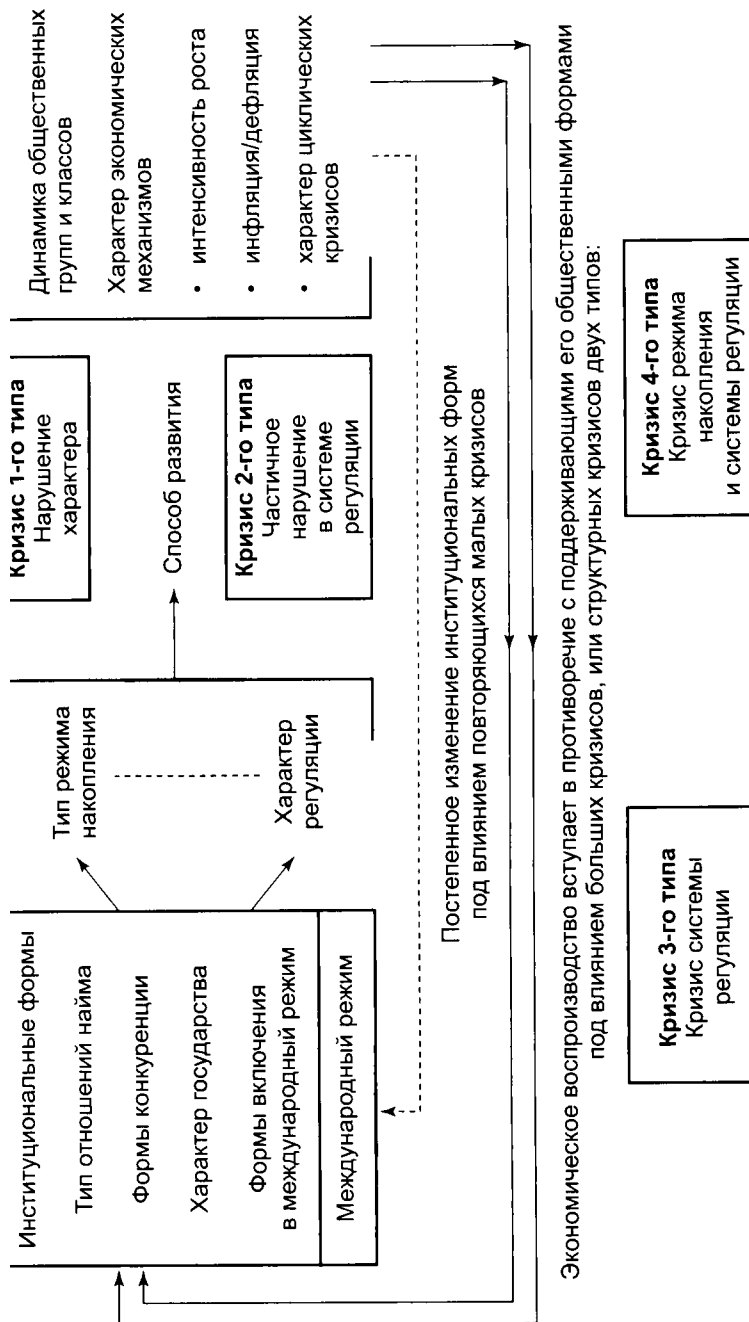 Институциональные формы
Тип отношений найма
Формы конкуренции
Характер государства
Формы включения
в международный режим
Международный режим
Тип режима
накопления
Характер
регуляции
Способ развития
Кризис 1-го типа
Нарушение
характера
Кризис 2-го типа
Частичное
нарушение
в системе
регуляции
Динамика общественных
групп и классов
Характер экономических
механизмов
• интенсивность роста
• инфляция/дефляция
• характер циклических
кризисов
Постепенное изменение институциональных форм
под влиянием повторяющихся малых кризисов
Экономическое воспроизводство вступает в противоречие с поддерживающими его общественными формами
под влиянием больших кризисов, или структурных кризисов двух типов:
Кризис 3-го типа
Кризис системы
регуляции
Кризис 4-го типа
Кризис режима
накопления
и системы регуляции